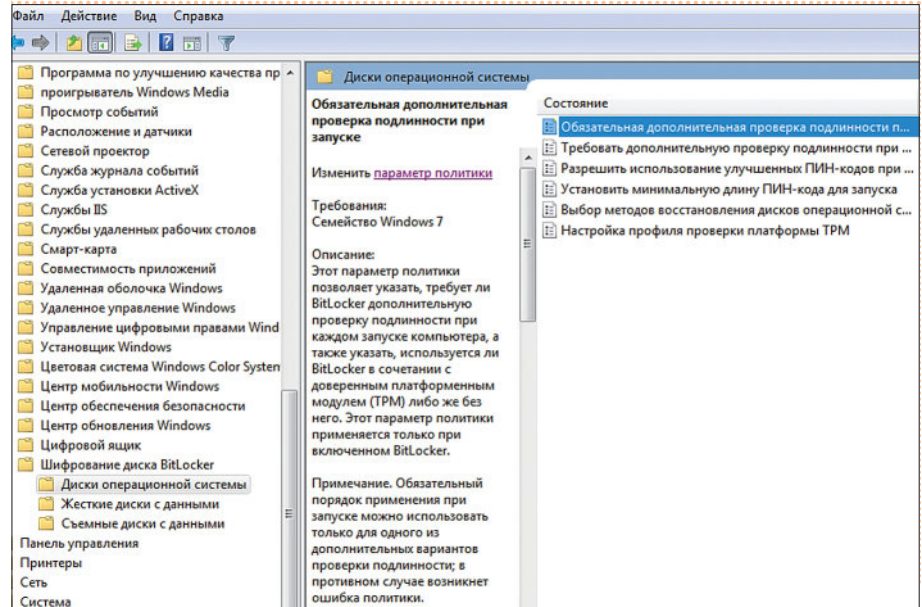 Файл Действие Вид Справка
Программа по улучшению качества пр
проигрыватель Windows Media
Просмотр событий
Расположение и датчики
Сетевой проектор
Служба журнала событий
Служба установки ActiveX
Службы IIS
Службы удаленных рабочих столов
Смарт-карта
Совместимость приложений
Удаленная оболочка Windows
Удаленное управление Windows
Управление цифровыми правами Wind
Установщик Windows
Цветовая система Windows Color System
Центр мобильности Windows
Центр обеспечения безопасности
Центр обновления Windows
Цифровой ящик
Шифрование диска BitLocker
Диски операционной системы
Жесткие диски с данными
Съемные диски с данными
Панель управления
Принтеры
Сеть
Система
Диски операционной системы
Обязательная дополнительная
проверка подлинности при
запуске
Изменить параметр политики
Требования:
Семейство Windows 7
Описание:
Этот параметр политики
позволяет указать, требует ли
BitLocker дополнительную
проверку подлинности при
каждом запуске компьютера, а
также указать, используется ли
BitLocker в сочетании с
доверенным платформенным
модулем (TPM) либо же без
него. Этот параметр политики
применяется только при
включенном BitLocker.
Примечание. Обязательный
порядок применения при
запуске можно использовать
только для одного из
дополнительных вариантов
проверки подлинности; в
противном случае возникнет
ошибка политики.
Состояние
Обязательная дополнительная проверка подлинности п...
Требовать дополнительную проверку подлинности при ...
Разрешить использование улучшенных ПИН-кодов при ...
Установить минимальную длину ПИН-кода для запуска
Выбор методов восстановления дисков операционной с...
Настройка профиля проверки платформы TPM